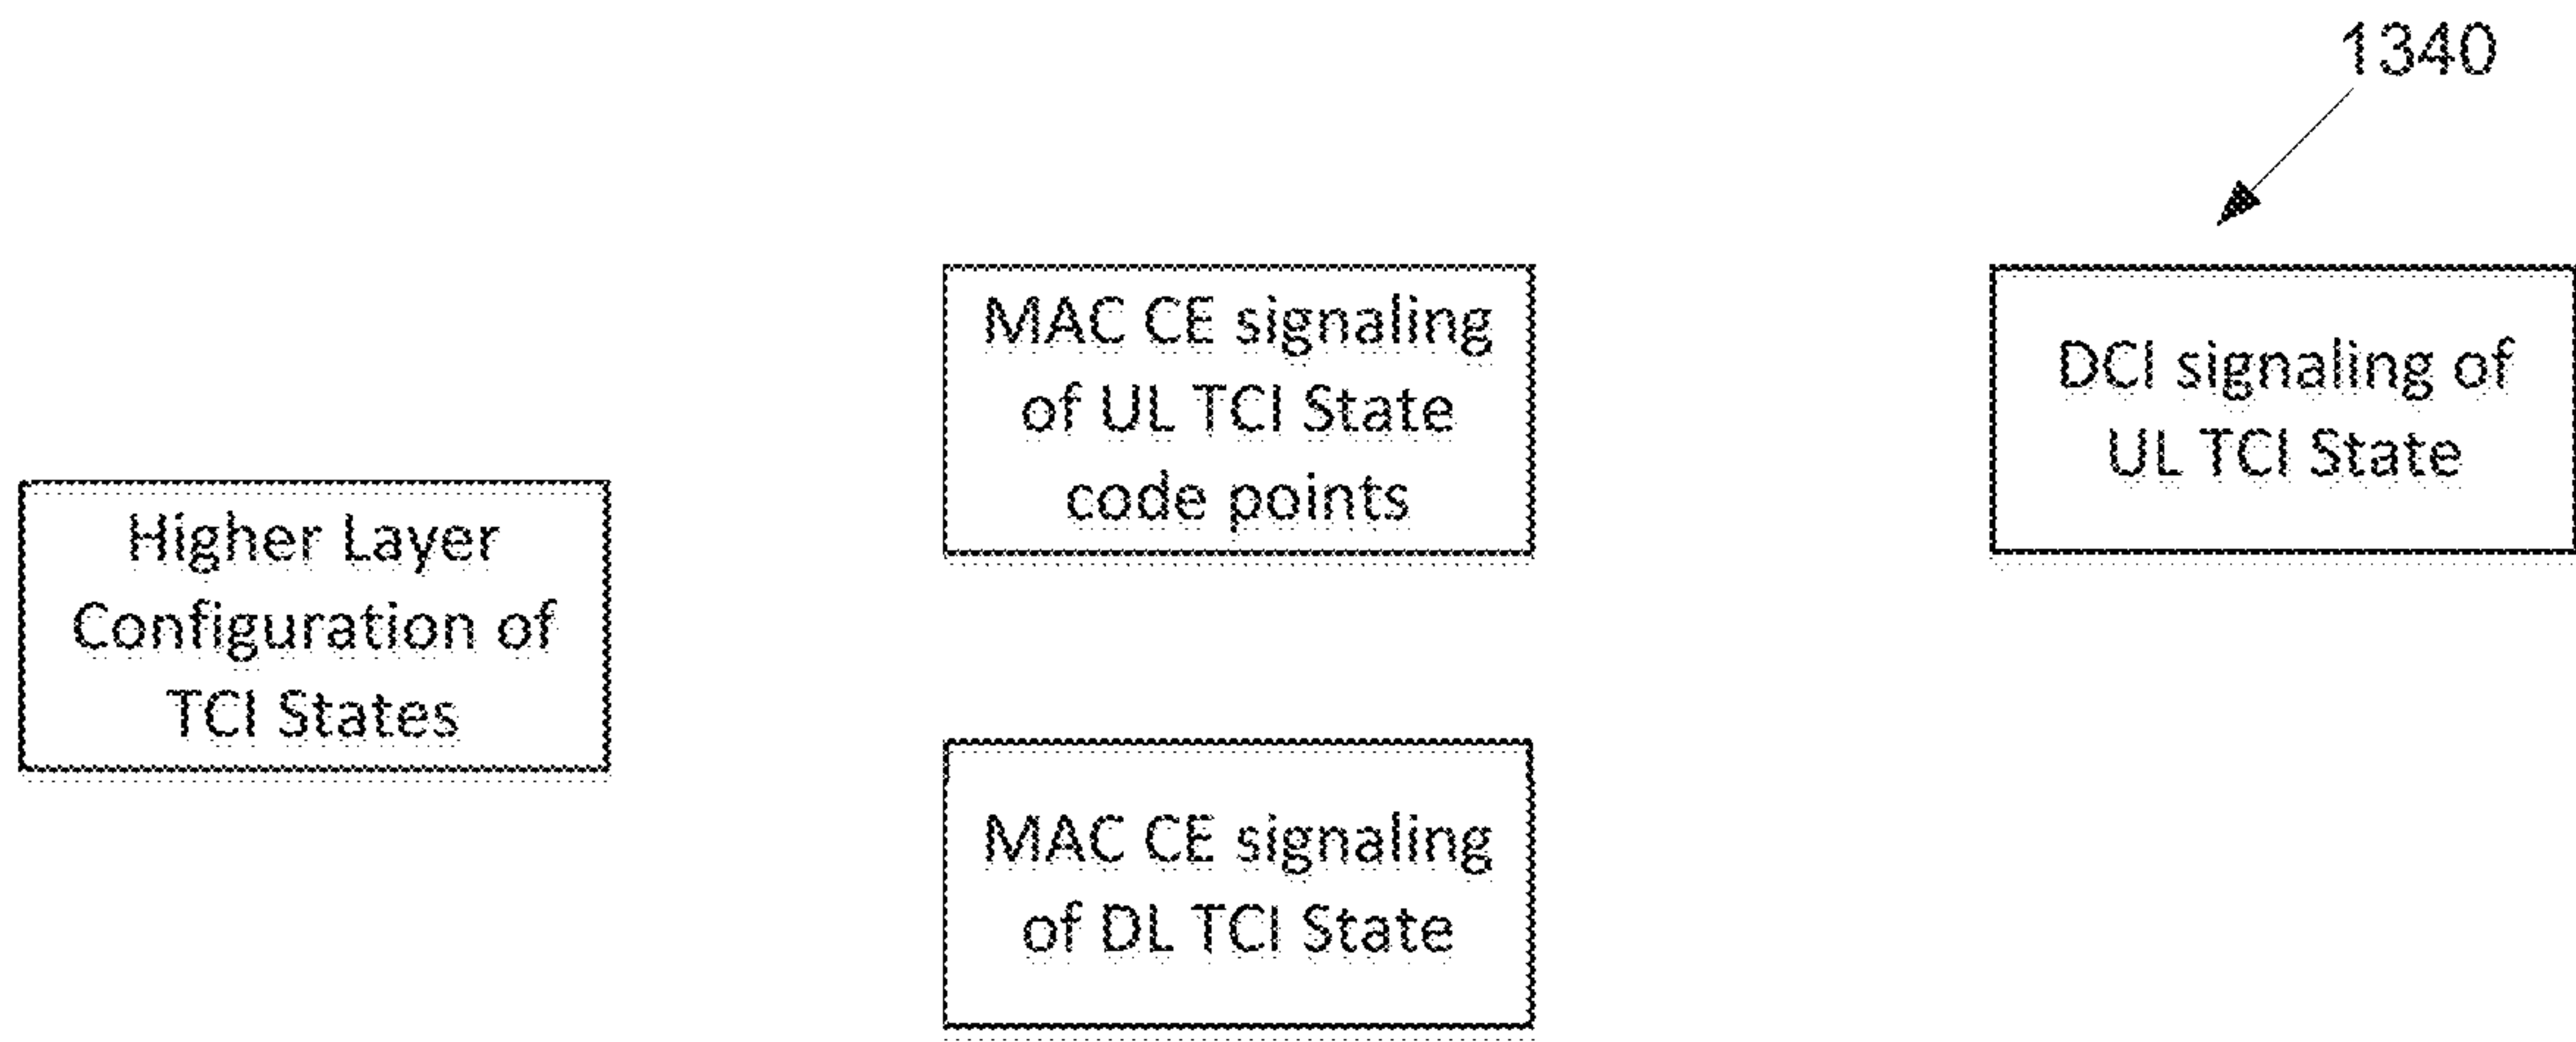 1340
Higher Layer
Configuration of
TCI States
MAC CE signaling
of UL TCI State
code points
MAC CE signaling
of DL TCI State
DCI signaling of
UL TCI State